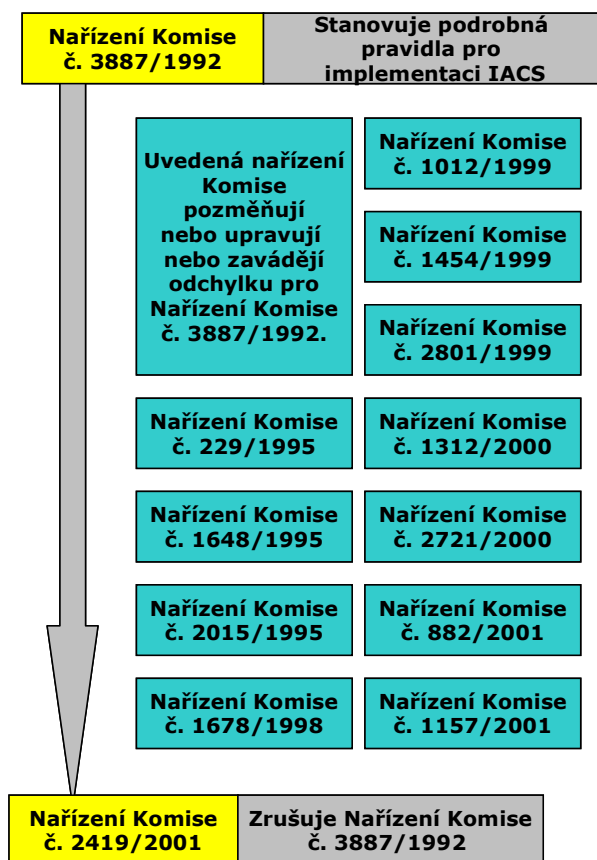 Nařízení Komise
č. 3887/1992
Stanovuje podrobná
pravidla pro
implementaci IACS
Uvedená nařízení
Komise
pozměňují
nebo upravují
nebo zavádějí
odchylku pro
Nařízení Komise
č. 3887/1992.
Nařízení Komise
č. 1012/1999
Nařízení Komise
č. 1454/1999
Nařízení Komise
č. 2801/1999
Nařízení Komise
č. 229/1995
Nařízení Komise
č. 1312/2000
Nařízení Komise
č. 1648/1995
Nařízení Komise
č. 2721/2000
Nařízení Komise
č. 2015/1995
Nařízení Komise
č. 882/2001
Nařízení Komise
č. 1678/1998
Nařízení Komise
č. 1157/2001
Nařízení Komise
č. 2419/2001
Zrušuje Nařízení Komise
č. 3887/1992